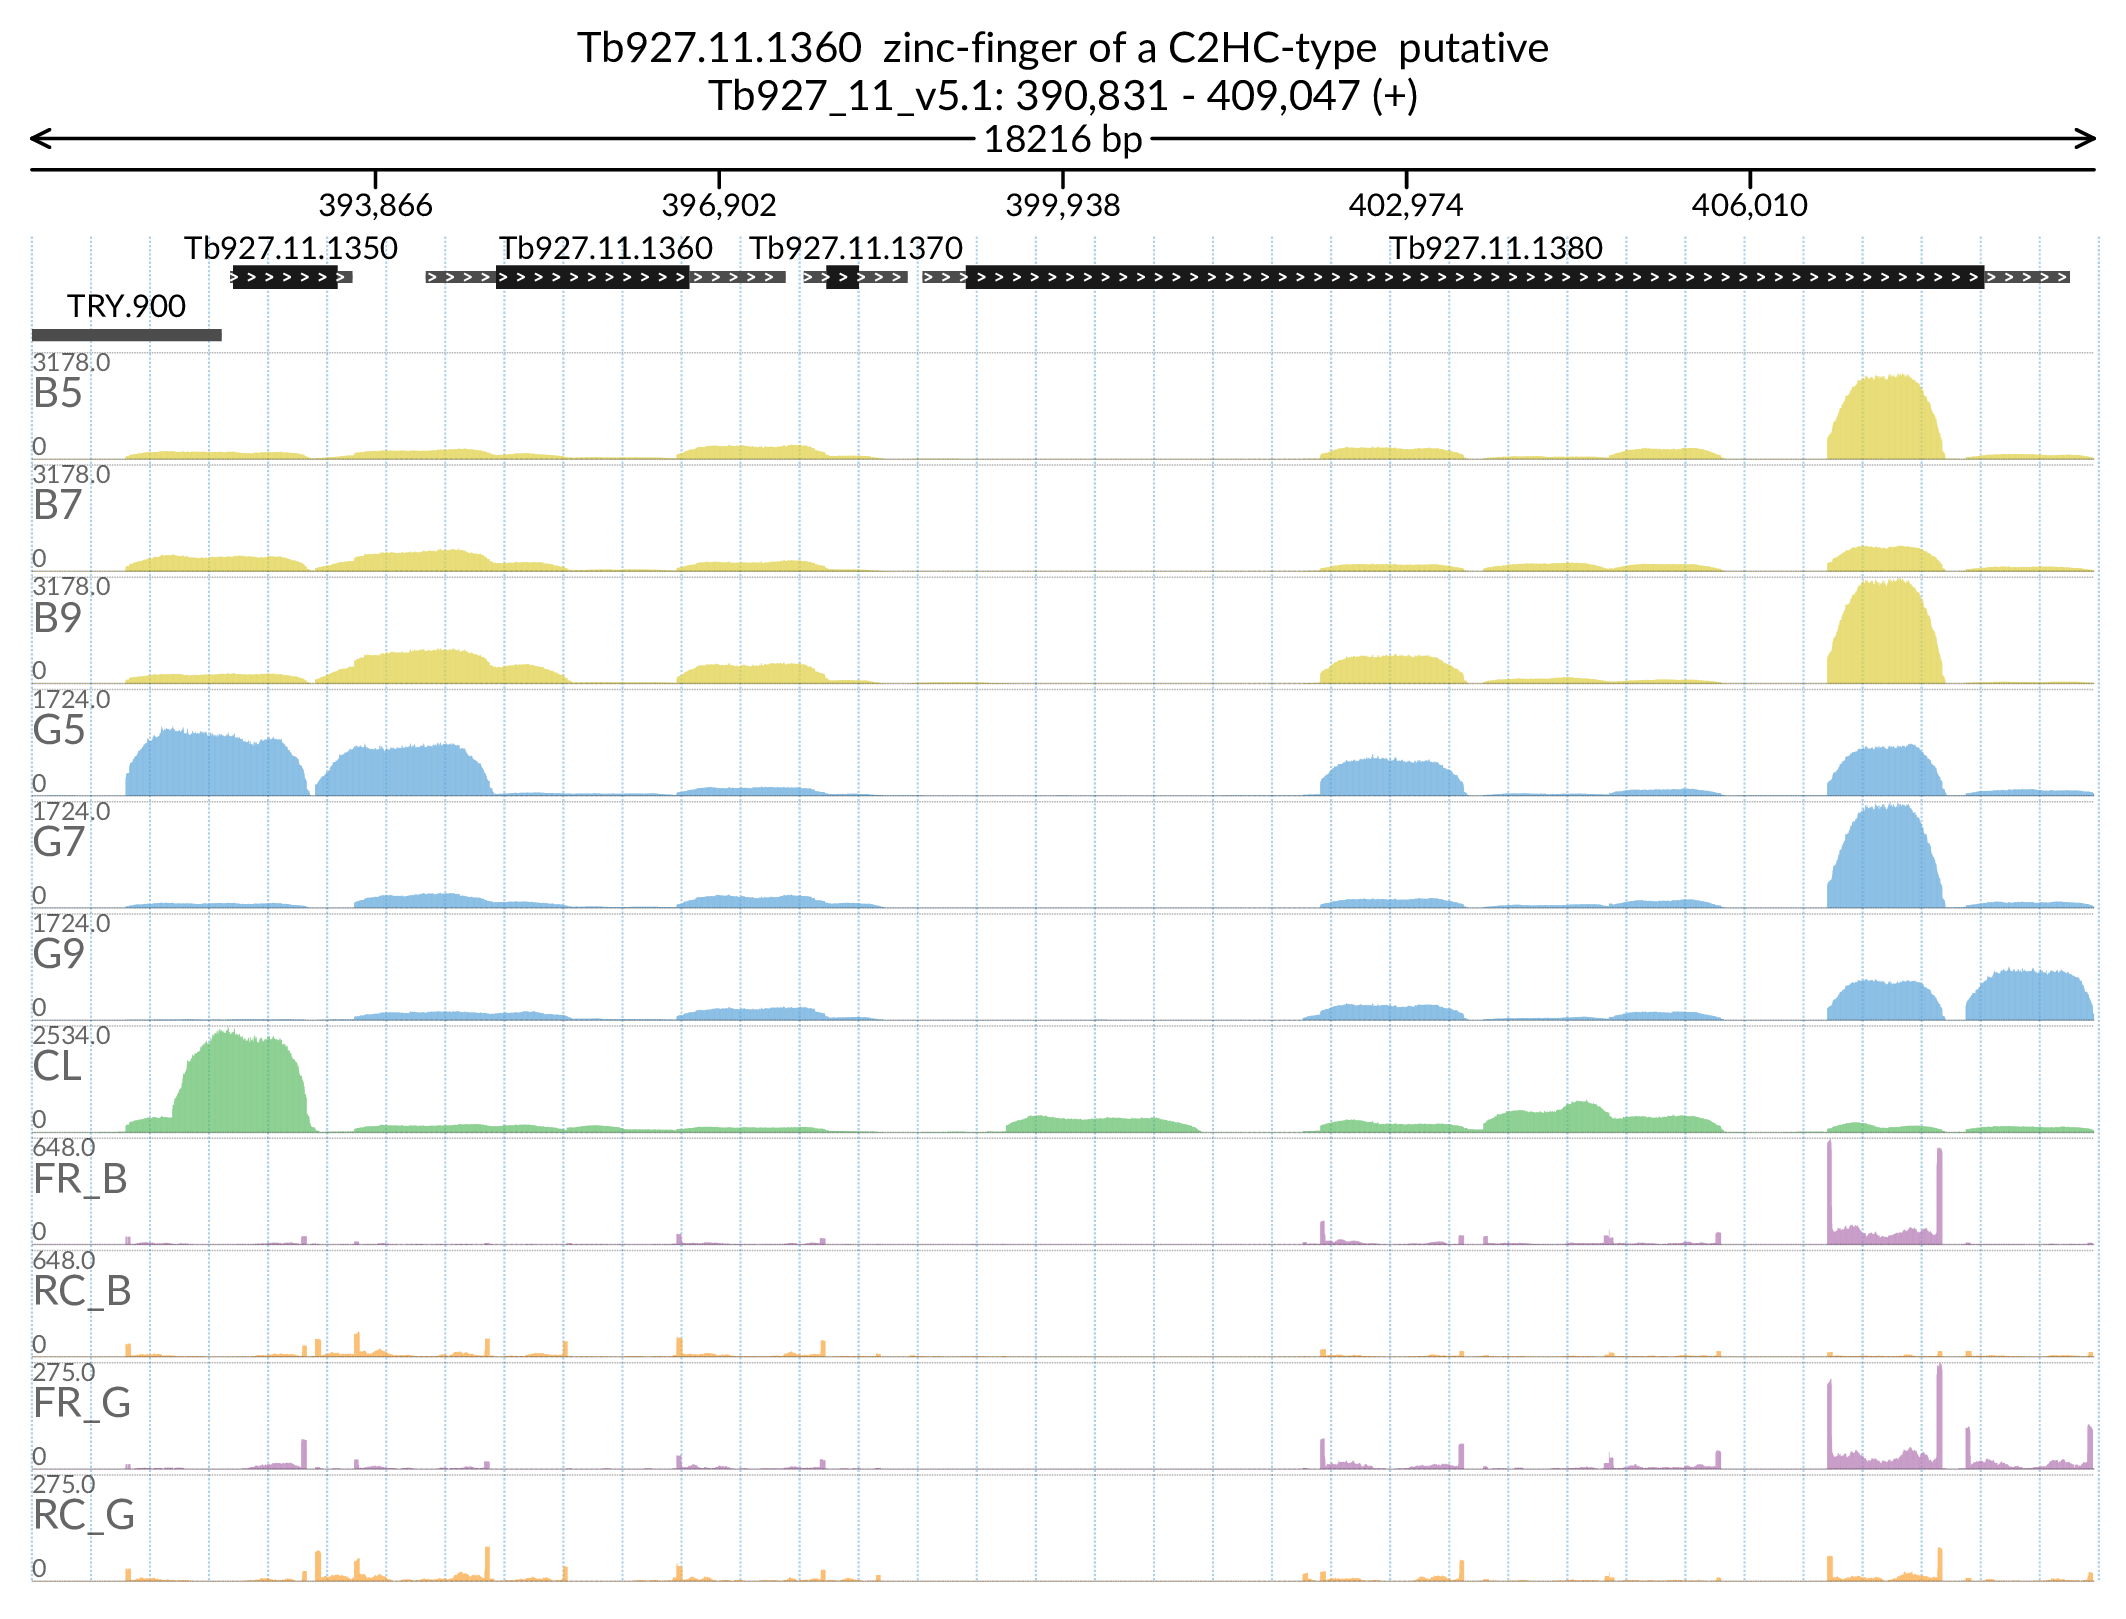 Tb927.11.1360 zinc-finger of a C2HC-type putative
Tb927_11_v5.1: 390,831 - 409,047 (+)
18216 bp
393,866 396,902 399,938 402,974 406,010
Tb927.11.1350 Tb927.11.1360 Tb927.11.1370 Tb927.11.1380
TRY.900
3178.0
B5
0
3178.0
B7
0
3178.0
B9
0
1724.0
G5
0
1724.0
G7
0
1724.0
G9
0
2534.0
CL
0
648.0
FR_B
0
648.0
RC_B
0
275.0
FR_G
0
275.0
RC_G
0